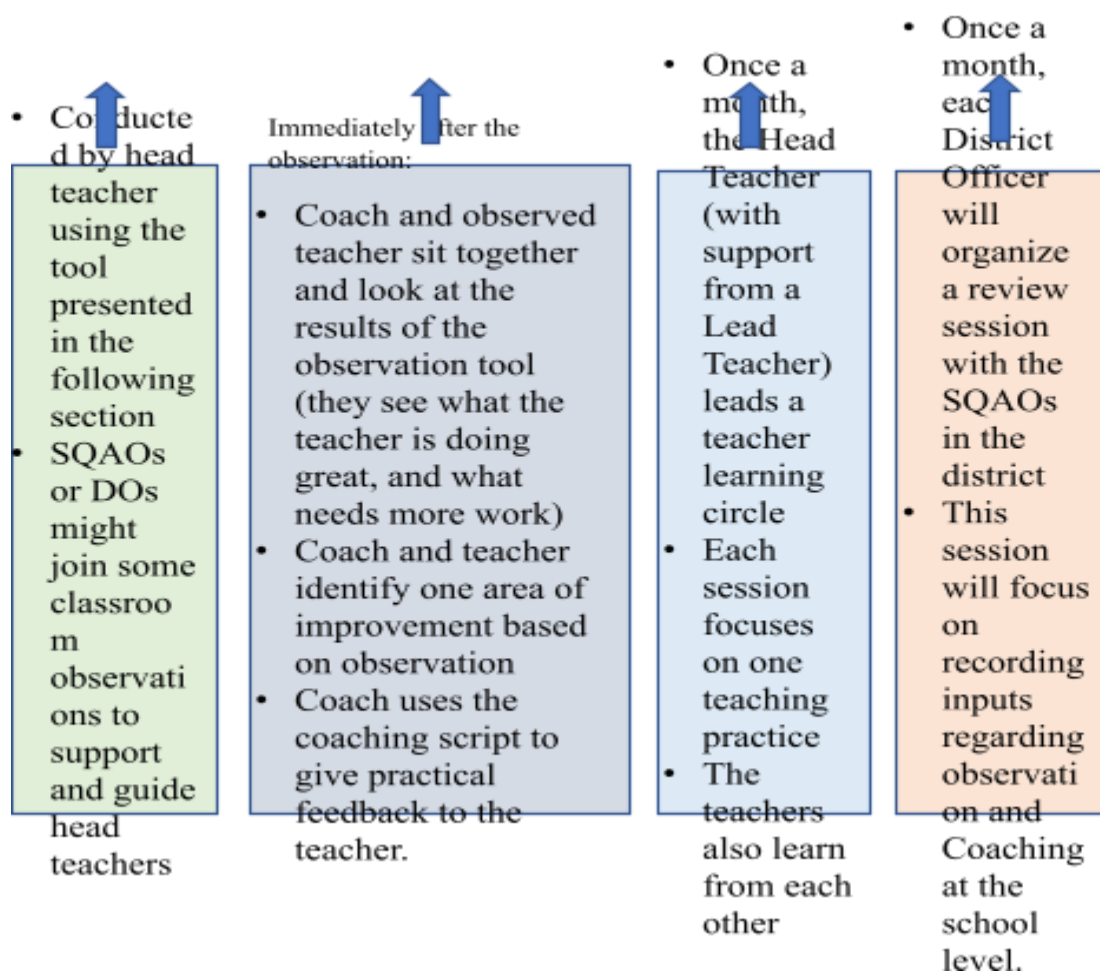 • Conducte
d by head
teacher
using the
tool
presented
in the
following
section
• SQAOs
or DOs
might
join some
classroo
m
observati
ons to
support
and guide
head
teachers
Immediately after the
observation:
• Coach and observed
teacher sit together
and look at the
results of the
observation tool
(they see what the
teacher is doing
great, and what
needs more work)
• Coach and teacher
identify one area of
improvement based
on observation
• Coach uses the
coaching script to
give practical
feedback to the
teacher.
• Once a
month,
the Head
Teacher
(with
support
from a
Lead
Teacher)
leads a
teacher
learning
circle
• Each
session
focuses
on one
teaching
practice
• The
teachers
also learn
from each
other
• Once a
month,
each
District
Officer
will
organize
a review
session
with the
SQAOs
in the
district
• This
session
will focus
on
recording
inputs
regarding
observati
on and
Coaching
at the
school
level.